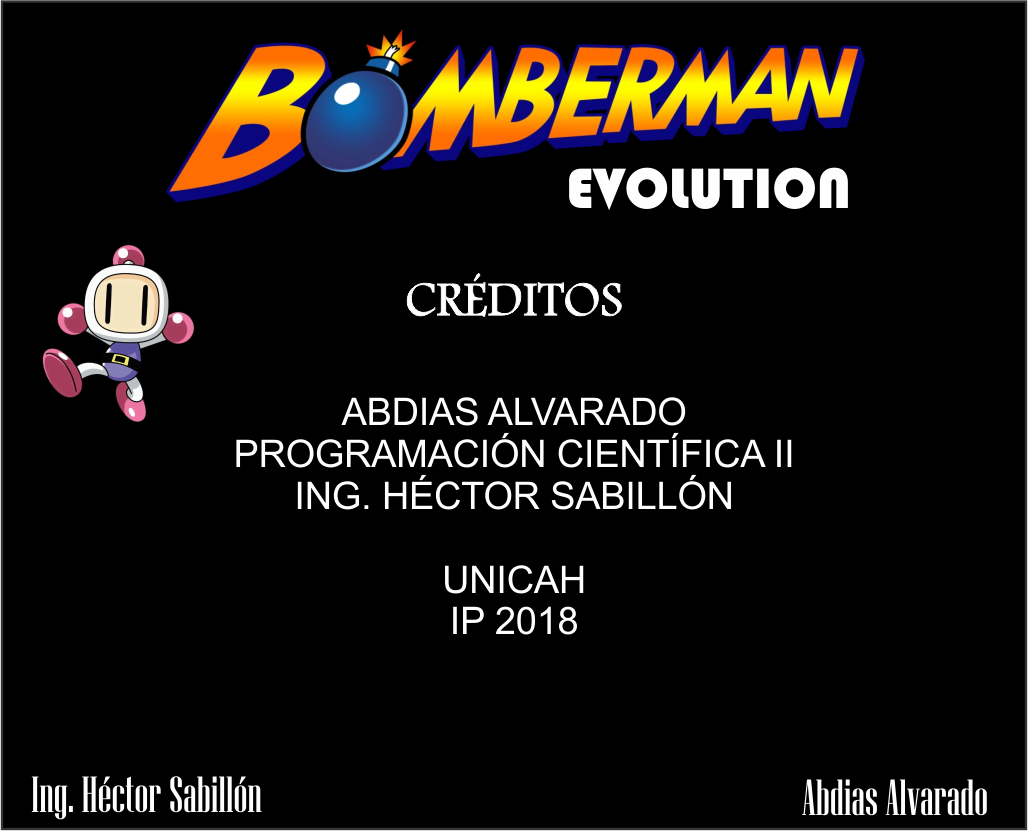 BOMBERMAN
EVOLUTION
CRÉDITOS
ABDIAS ALVARADO
PROGRAMACIÓN CIENTÍFICA II
ING. HÉCTOR SABILLÓN
UNICAH
IP 2018
Ing. Héctor Sabillón
Abdias Alvarado